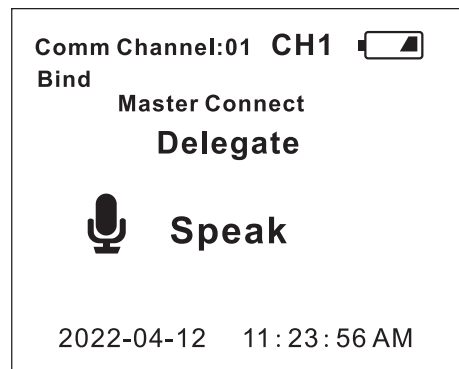 Comm Channel:01 CH1
Bind
Master Connect
Delegate
Speak
2022-04-12 11:23:56 AM